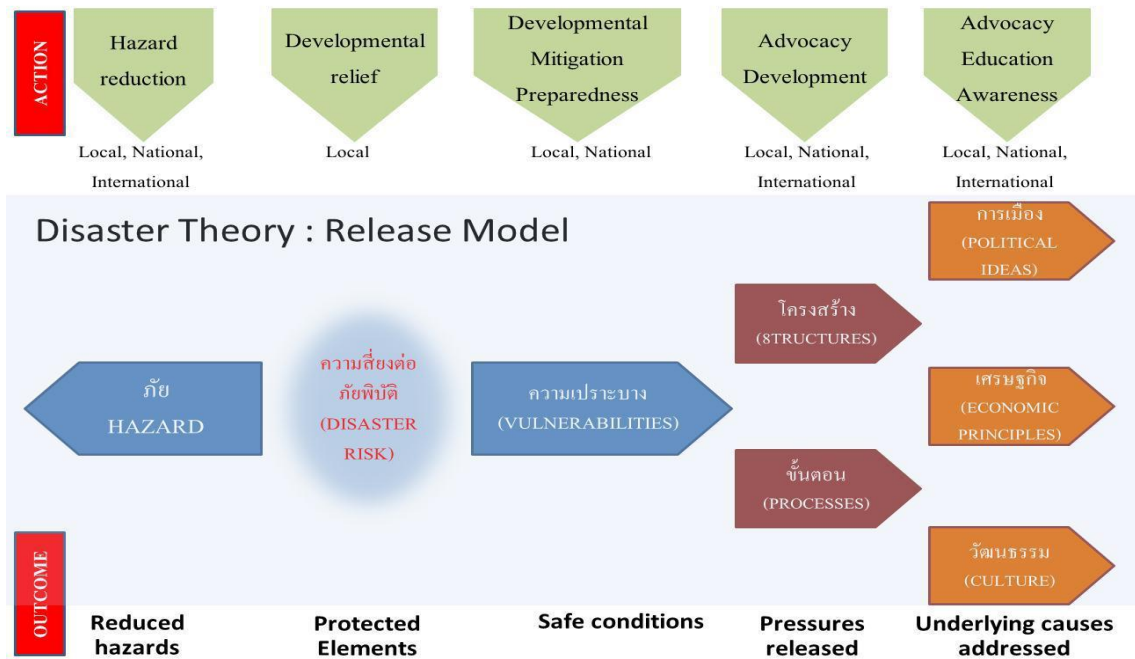 ACTION
Hazard
reduction
Developmental
relief
Developmental
Mitigation
Preparedness
Advocacy
Development
Advocacy
Education
Awareness
Local, National,
International
Local
Local, National
Local, National,
International
Local, National,
International
Disaster Theory : Release Model
การเมือง
(POLITICAL
IDEAS)
โครงสร้าง
(8TRUCTURES)
ภัย
HAZARD
ความสี่ยงต่อ
ภัยพิบัติ
(DISASTER
RISK)
ความเปราะบาง
(VULNERABILITIES)
เศรษฐกิจ
(ECONOMIC
PRINCIPLES)
ขั้นตอน
(PROCESSES)
วัฒนธรรม
(CULTURE)
OUTCOME
Reduced
hazards
Protected
Elements
Safe conditions
Pressures
released
Underlying causes
addressed